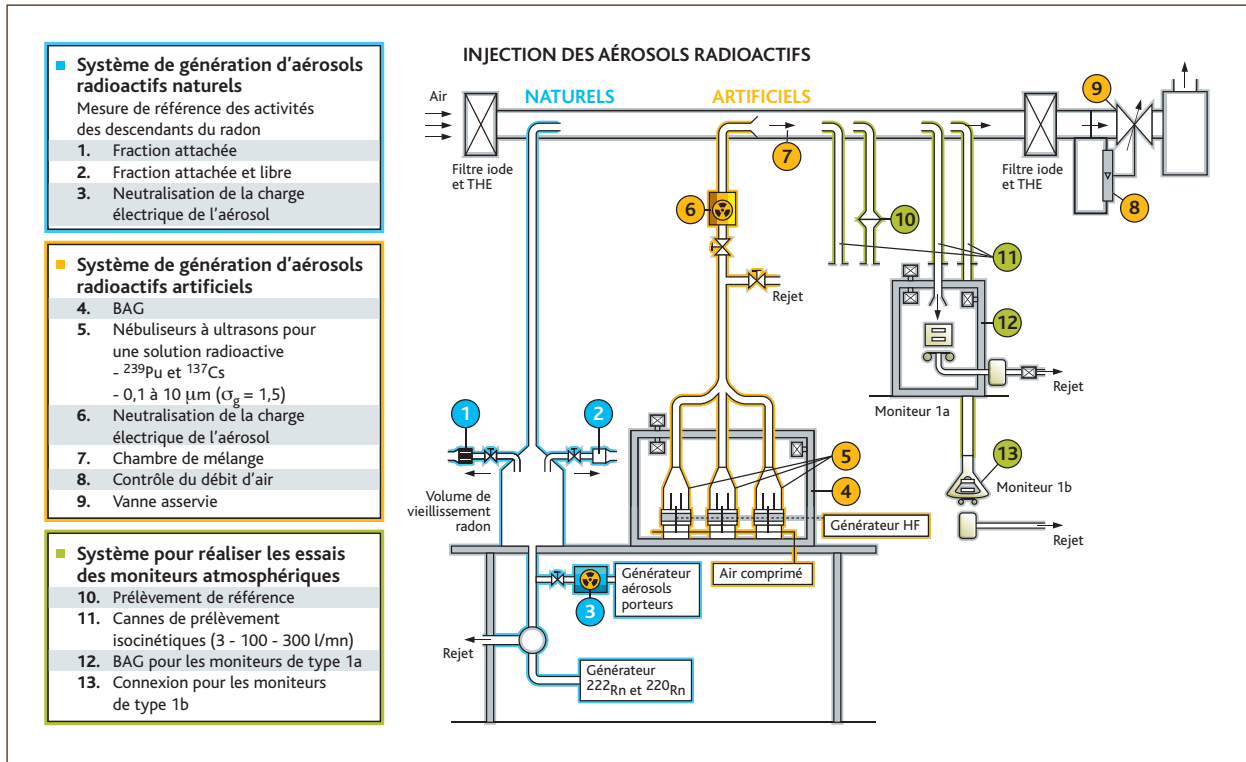 Système de génération d'aérosols
radioactifs naturels
Mesure de référence des activités
des descendants du radon
1. Fraction attachée
2. Fraction attachée et libre
3. Neutralisation de la charge
électrique de l'aérosol
Système de génération d'aérosols
radioactifs artificiels
4. BAG
5. Nébuliseurs à ultrasons pour
une solution radioactive
- 239Pu et 137Cs
- 0,1 à 10 μm (σg = 1,5)
6. Neutralisation de la charge
électrique de l'aérosol
7. Chambre de mélange
8. Contrôle du débit d'air
9. Vanne asservie
Système pour réaliser les essais
des moniteurs atmosphériques
10. Prélèvement de référence
11. Cannes de prélèvement
isocinétiques (3 - 100 - 300 l/mn)
12. BAG pour les moniteurs de type 1a
13. Connexion pour les moniteurs
de type 1b
INJECTION DES AÉROSOLS RADIOACTIFS
Air
NATURELS
ARTIFICIELS
9
7
Filtre iode
et THE
Filtre iode
et THE
8
6
10
11
Rejet
12
Rejet
Moniteur 1a
1
2
5
13
Moniteur 1b
4
Volume de
vieillissement
radon
Générateur HF
Rejet
Air comprimé
Générateur
aérosols
porteurs
3
Rejet
Générateur
222Rn et 220Rn